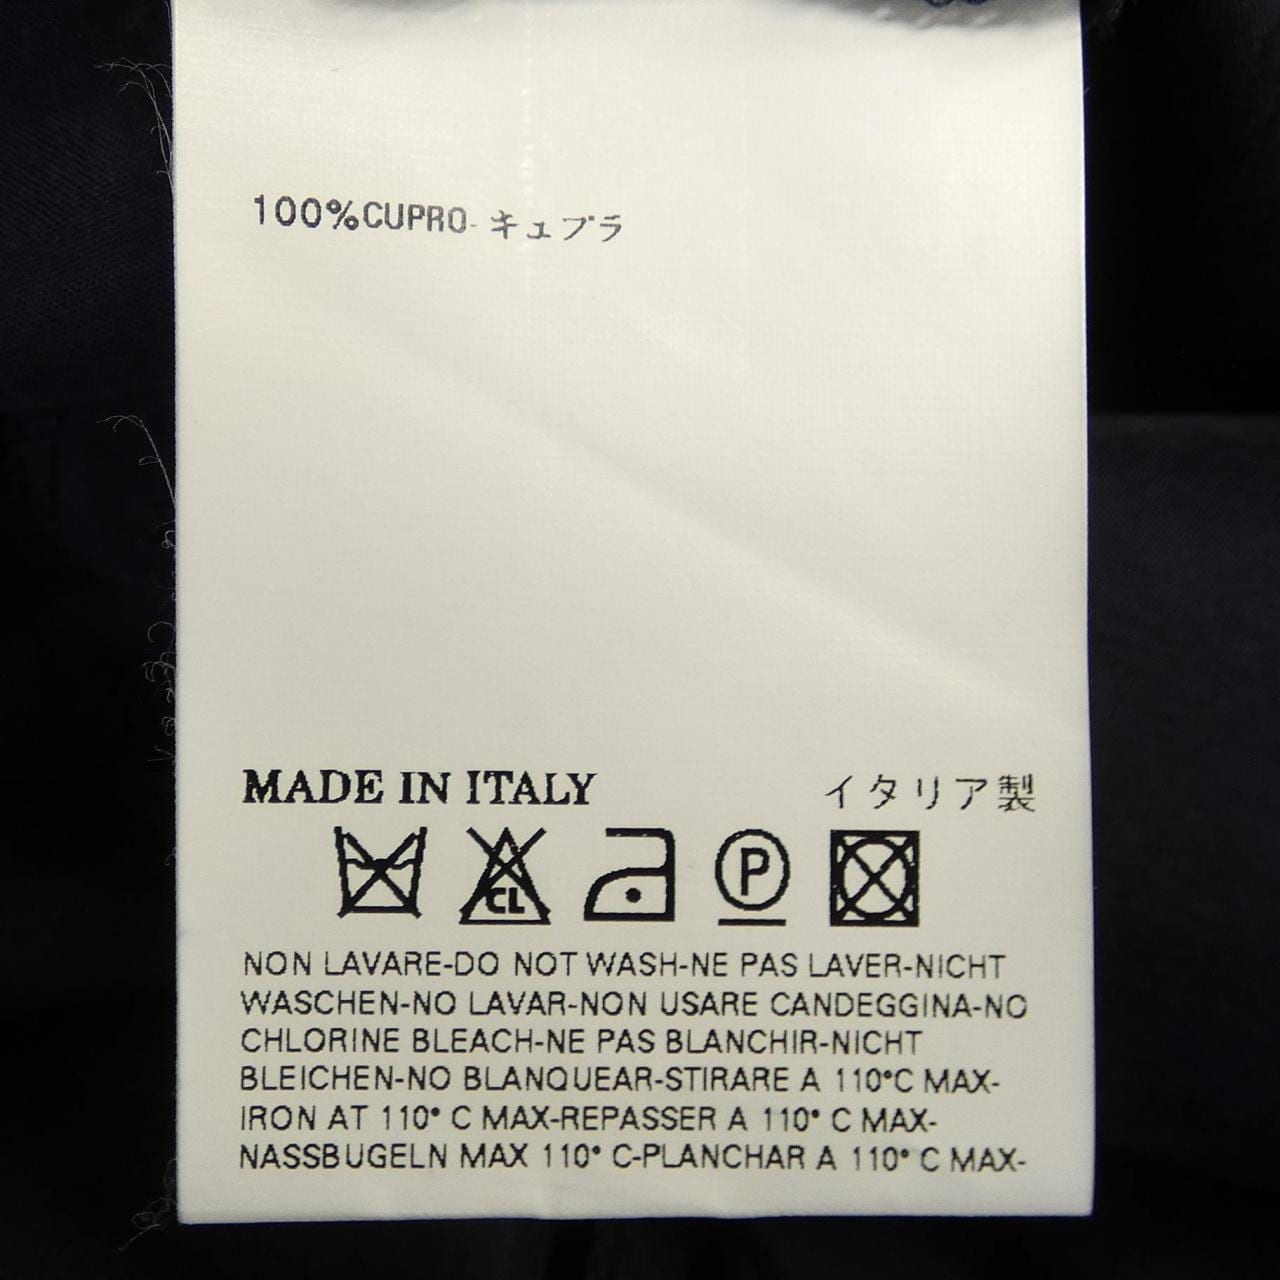 100%CUPRO- キュプラ
MADE IN ITALY イタリア製
CL P
NON LAVARE-DO NOT WASH-NE PAS LAVER-NICHT
WASCHEN-NO LAVAR-NON USARE CANDEGGINA-NO
CHLORINE BLEACH-NE PAS BLANCHIR-NICHT
BLEICHEN-NO BLANQUEAR-STIRARE A 110°C MAX-
IRON AT 110° C MAX-REPASSER A 110° C MAX-
NASSBUGELN MAX 110° C-PLANCHAR A 110° C MAX-